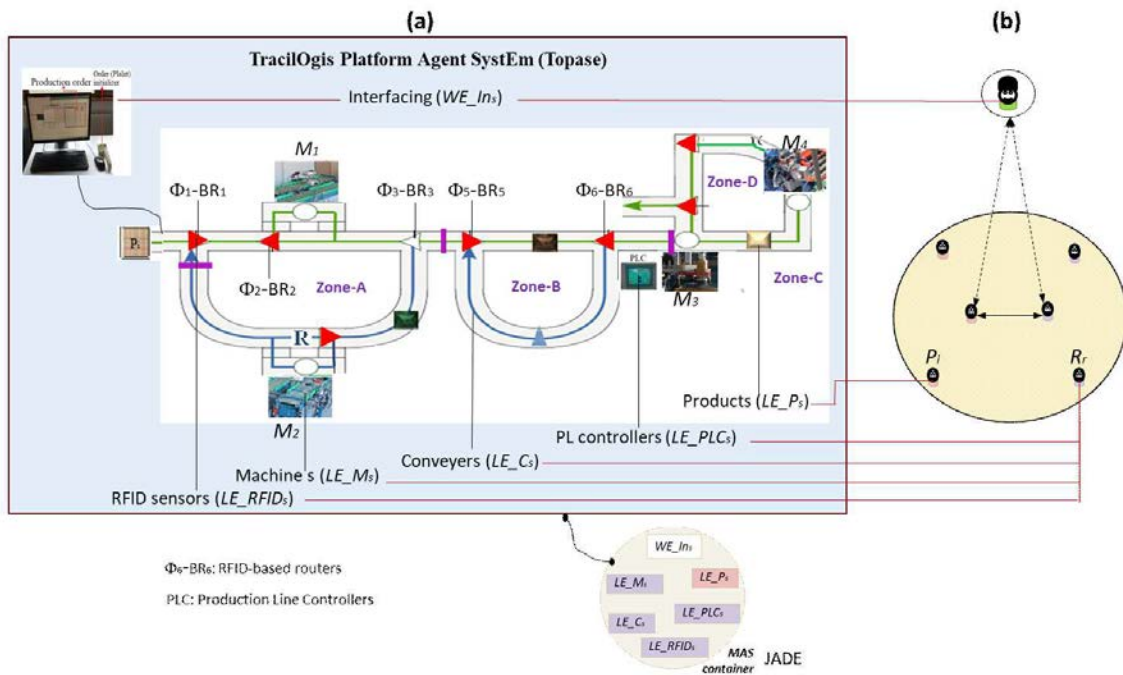 (a)
(b)
TracilOgis Platform Agent SystEm (Topase)
Production order
Order (PIalet)
initializer
Interfacing (WE_Ins)
M1
M4
Φ1-BR1
Φ3-BR3
Φ5-BR5
Φ6-BR6
Zone-D
PLC
Φ2-BR2
Zone-A
Zone-B
M3
Zone-C
R
M2
Pi
Rr
Products (LE_Ps)
PL controllers (LE_PLCs)
Conveyers (LE_Cs)
Machine s (LE_Ms)
RFID sensors (LE_RFIDs)
WE_Ins
Φ6-BR6: RFID-based routers
LE_Ms
LE_Ps
PLC: Production Line Controllers
LE_PLCs
LE_Cs
LE_RFIDs
MAS
container
JADE